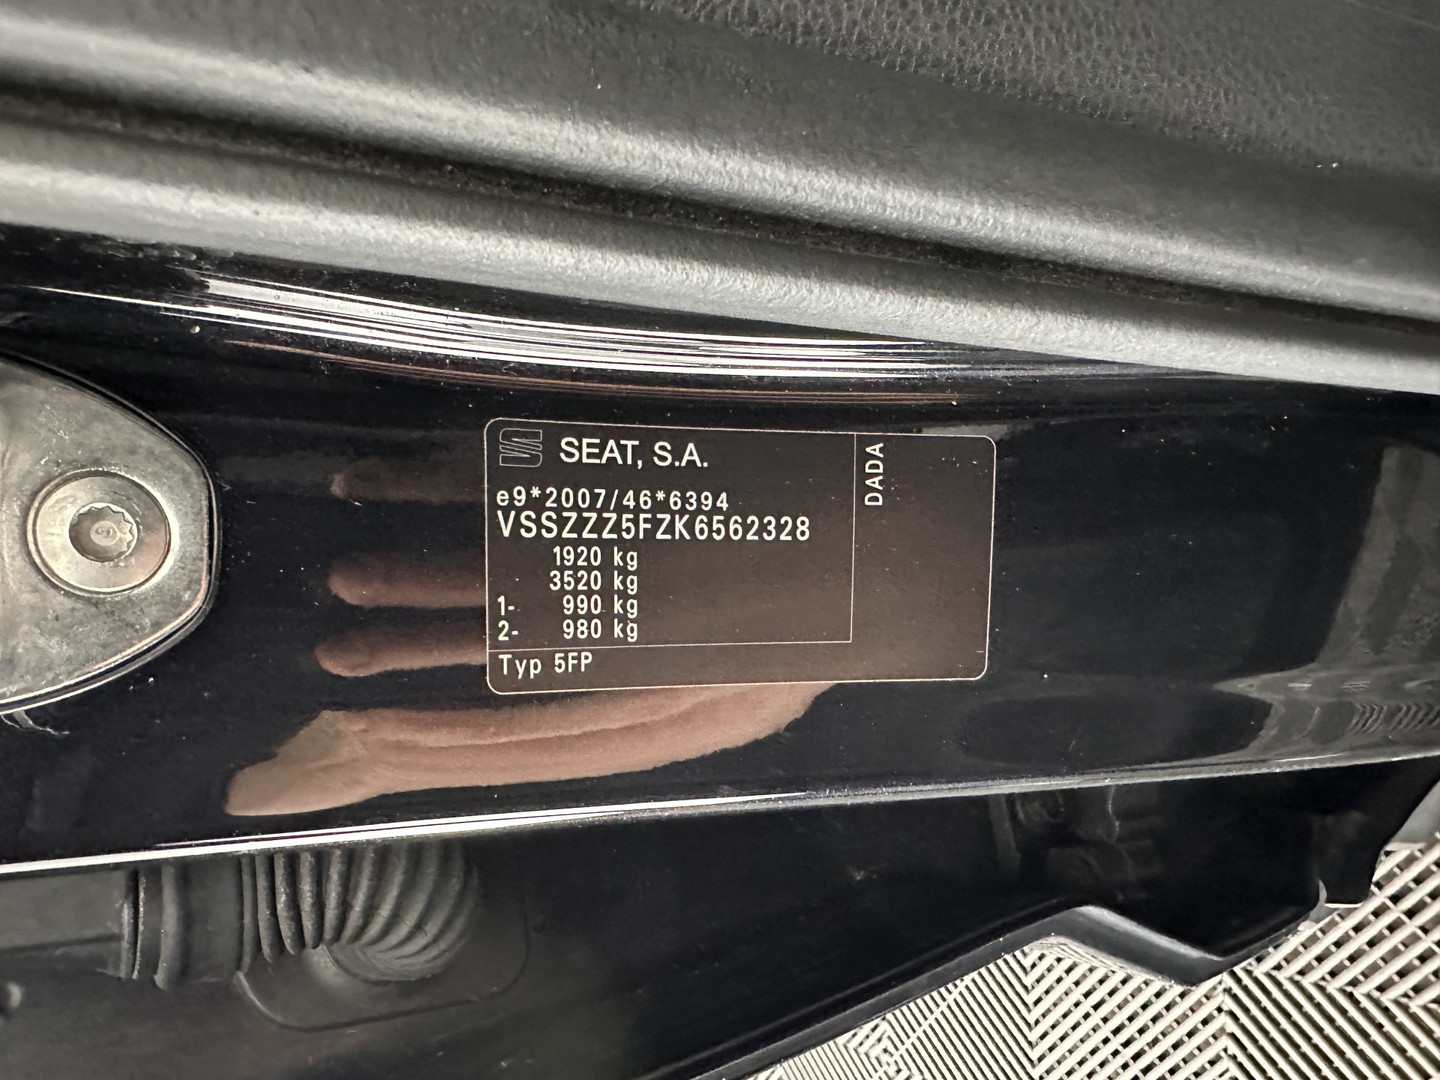 SEAT, S.A.
e9*2007/46*6394
VSSZZZ5FZK6562328
1920 kg
3520 kg
1- 990 kg
2- 980 kg
Typ 5FP
DADA